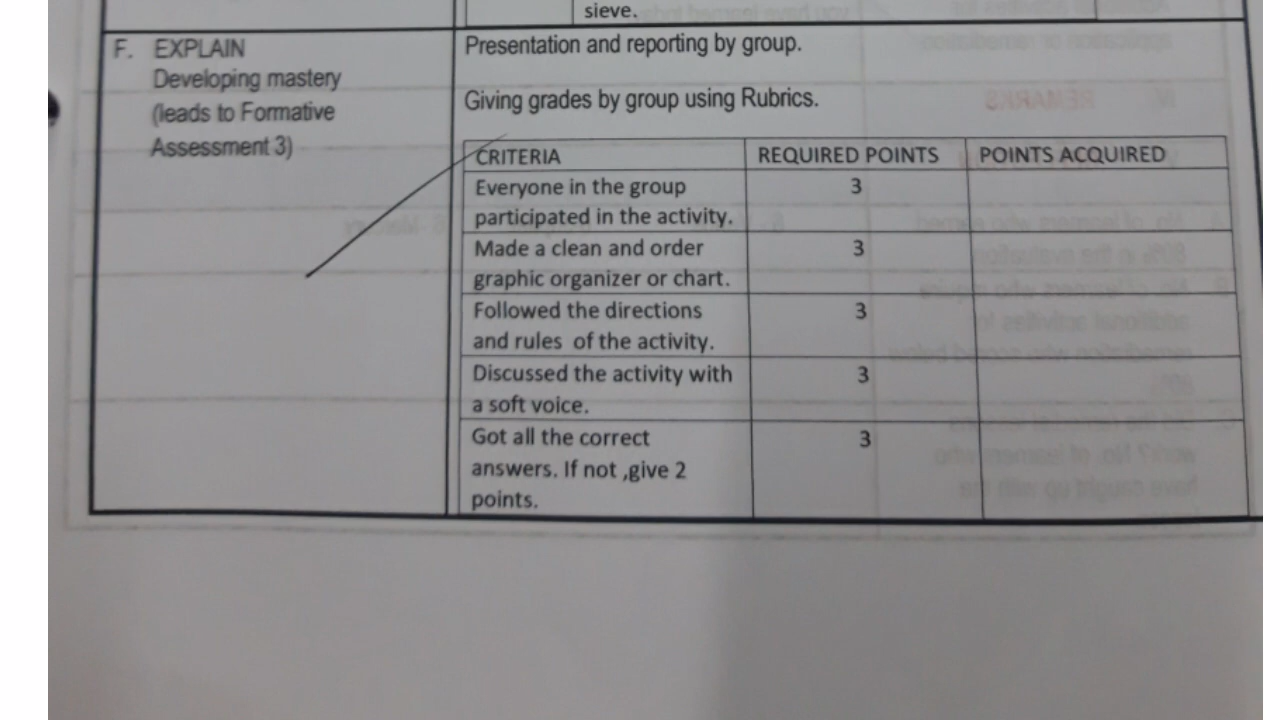 sieve.
F. EXPLAIN
Developing mastery
(leads to Formative
Assessment 3)
Presentation and reporting by group.
Giving grades by group using Rubrics.
CRITERIA REQUIRED POINTS POINTS ACQUIRED
Everyone in the group 3
participated in the activity.
Made a clean and order 3
graphic organizer or chart.
Followed the directions 3
and rules of the activity.
Discussed the activity with 3
a soft voice.
Got all the correct 3
answers. If not ,give 2
points.